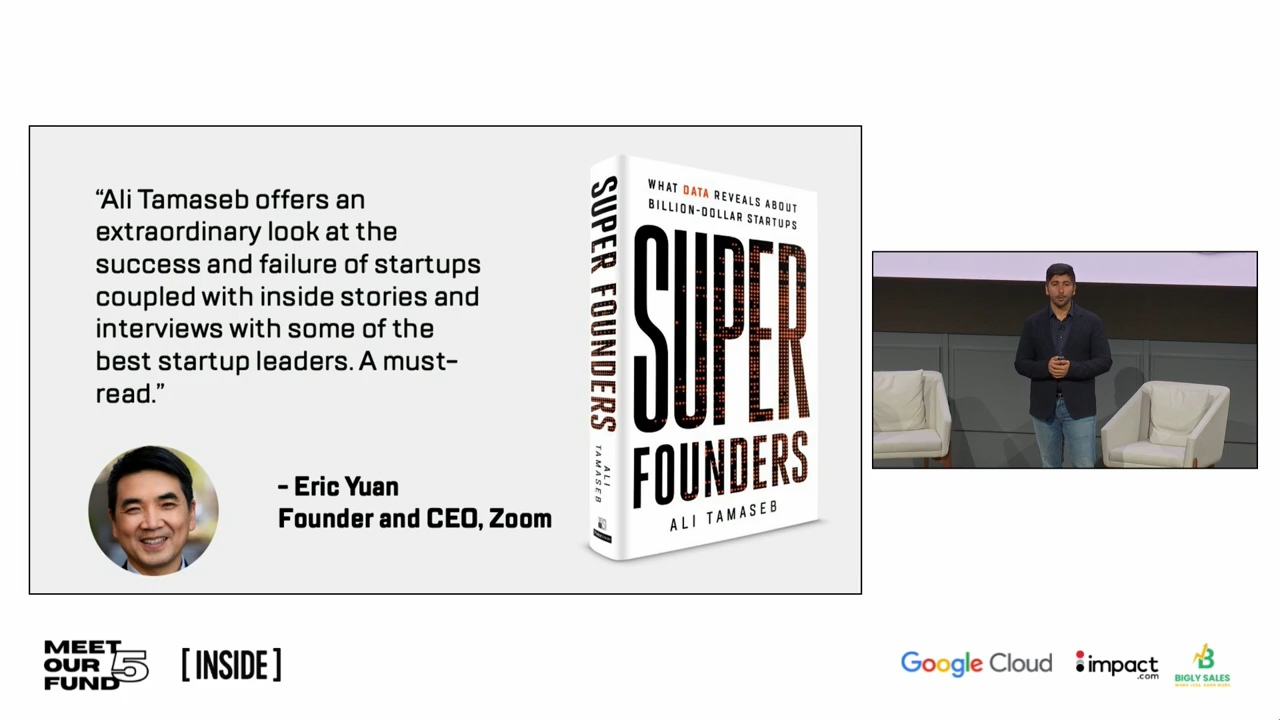 “Ali Tamaseb offers an
extraordinary look at the
success and failure of startups
coupled with inside stories and
interviews with some of the
best startup leaders. A must-
read.”
- Eric Yuan
Founder and CEO, Zoom
SUPER FOUNDERS
ALI
TAMASEB
WHAT DATA REVEALS ABOUT
BILLION-DOLLAR STARTUPS
SUPER
FOUNDERS
ALI TAMASEB
MEET
OUR
FUND 5
[INSIDE]
Google Cloud
impact
.com
BIGLY SALES